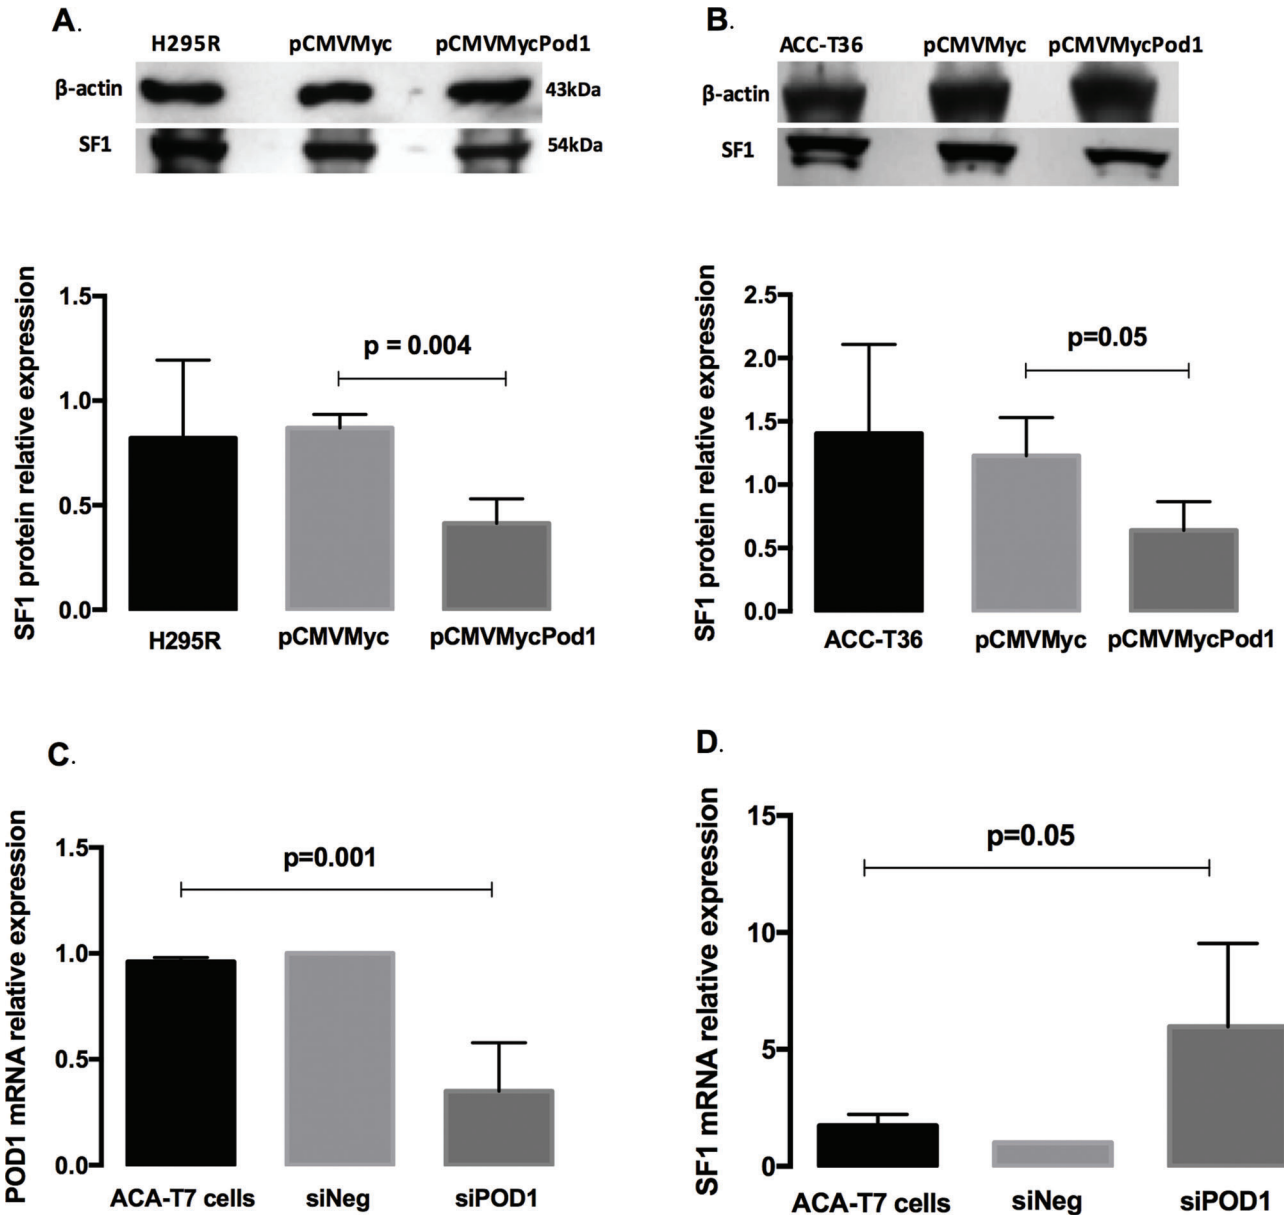 A.
H295R pCMVMyc pCMVMycPod1
β-actin 43kDa
SF1 54kDa
SF1 protein relative expression
1.5
1.0
0.5
0.0
p = 0.004
H295R pCMVMyc pCMVMycPod1
B.
ACC-T36 pCMVMyc pCMVMycPod1
β-actin
SF1
SF1 protein relative expression
2.5
2.0
1.5
1.0
0.5
0.0
p=0.05
ACC-T36 pCMVMyc pCMVMycPod1
C.
POD1 mRNA relative expression
1.5
1.0
0.5
0.0
p=0.001
ACA-T7 cells siNeg siPOD1
D.
SF1 mRNA relative expression
15
10
5
0
p=0.05
ACA-T7 cells siNeg siPOD1